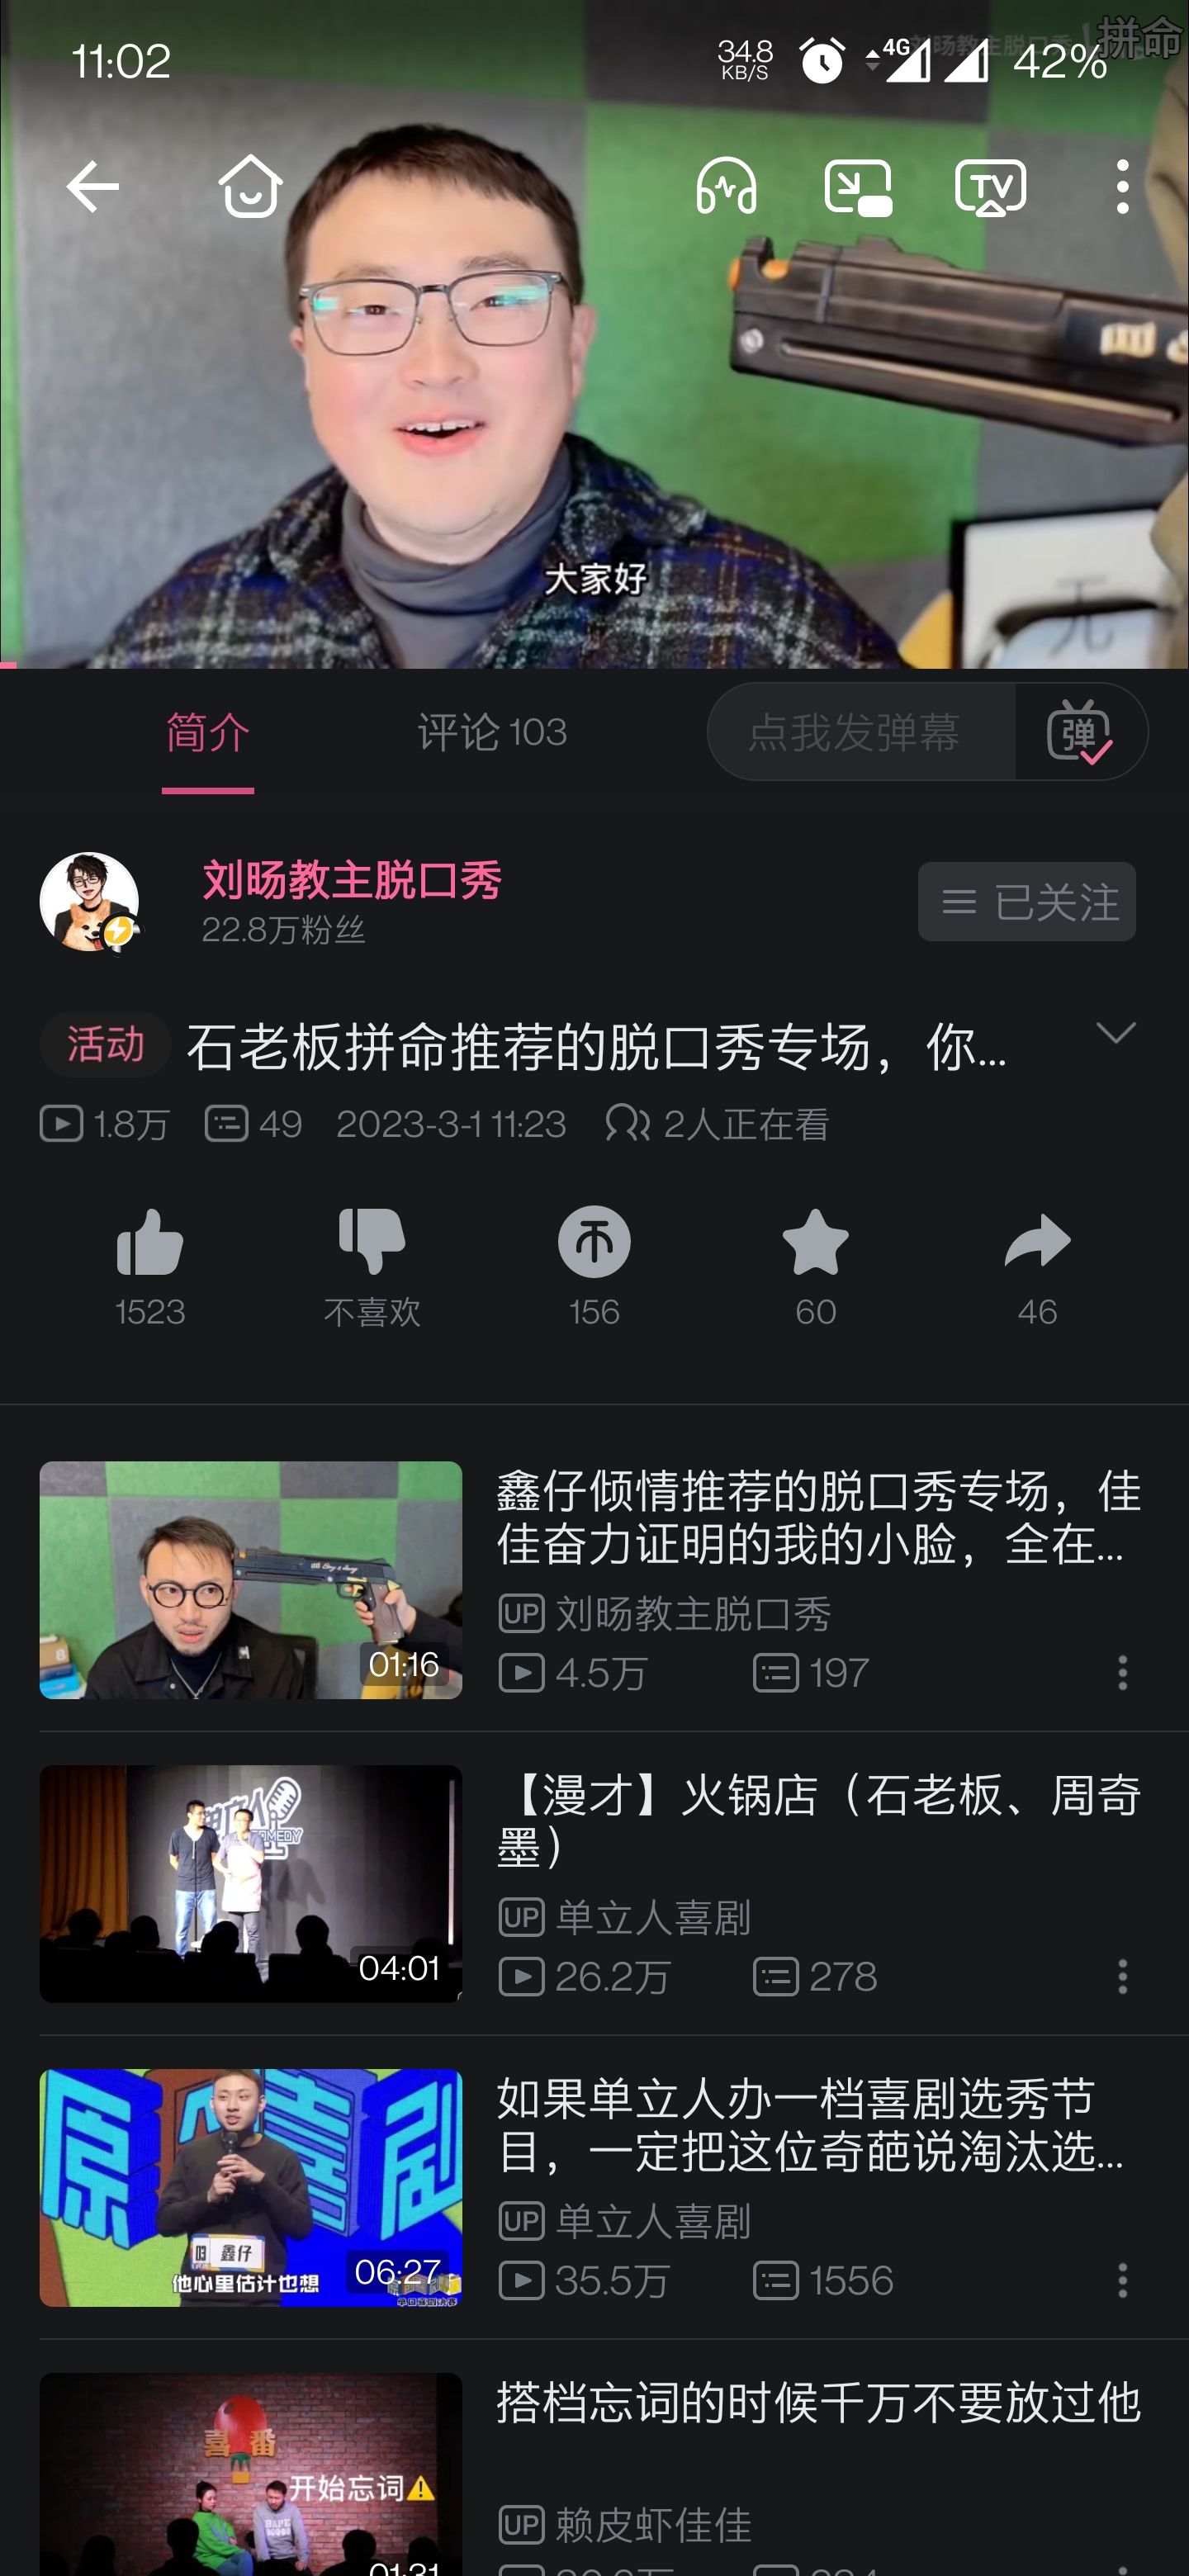 11:02
34.8
KB/S
4G
42%
刘旸教主脱口秀
拼命
TV
大家好
无
简介
评论 103
点我发弹幕
弹
刘旸教主脱口秀
22.8万粉丝
已关注
活动
石老板拼命推荐的脱口秀专场，你...
1.8万
49
2023-3-1 11:23
2人正在看
1523
不喜欢
156
60
46
鑫仔倾情推荐的脱口秀专场，佳
佳奋力证明的我的小脸，全在...
01:16
UP 刘旸教主脱口秀
4.5万
197
【漫才】火锅店（石老板、周奇
墨）
COMEDY
04:01
UP 单立人喜剧
26.2万
278
如果单立人办一档喜剧选秀节
目，一定把这位奇葩说淘汰选...
原
喜
剧
03 鑫仔
他心里估计也想
06:27
UP 单立人喜剧
35.5万
1556
搭档忘词的时候千万不要放过他
喜番
开始忘词
UP 赖皮虾佳佳
01:31